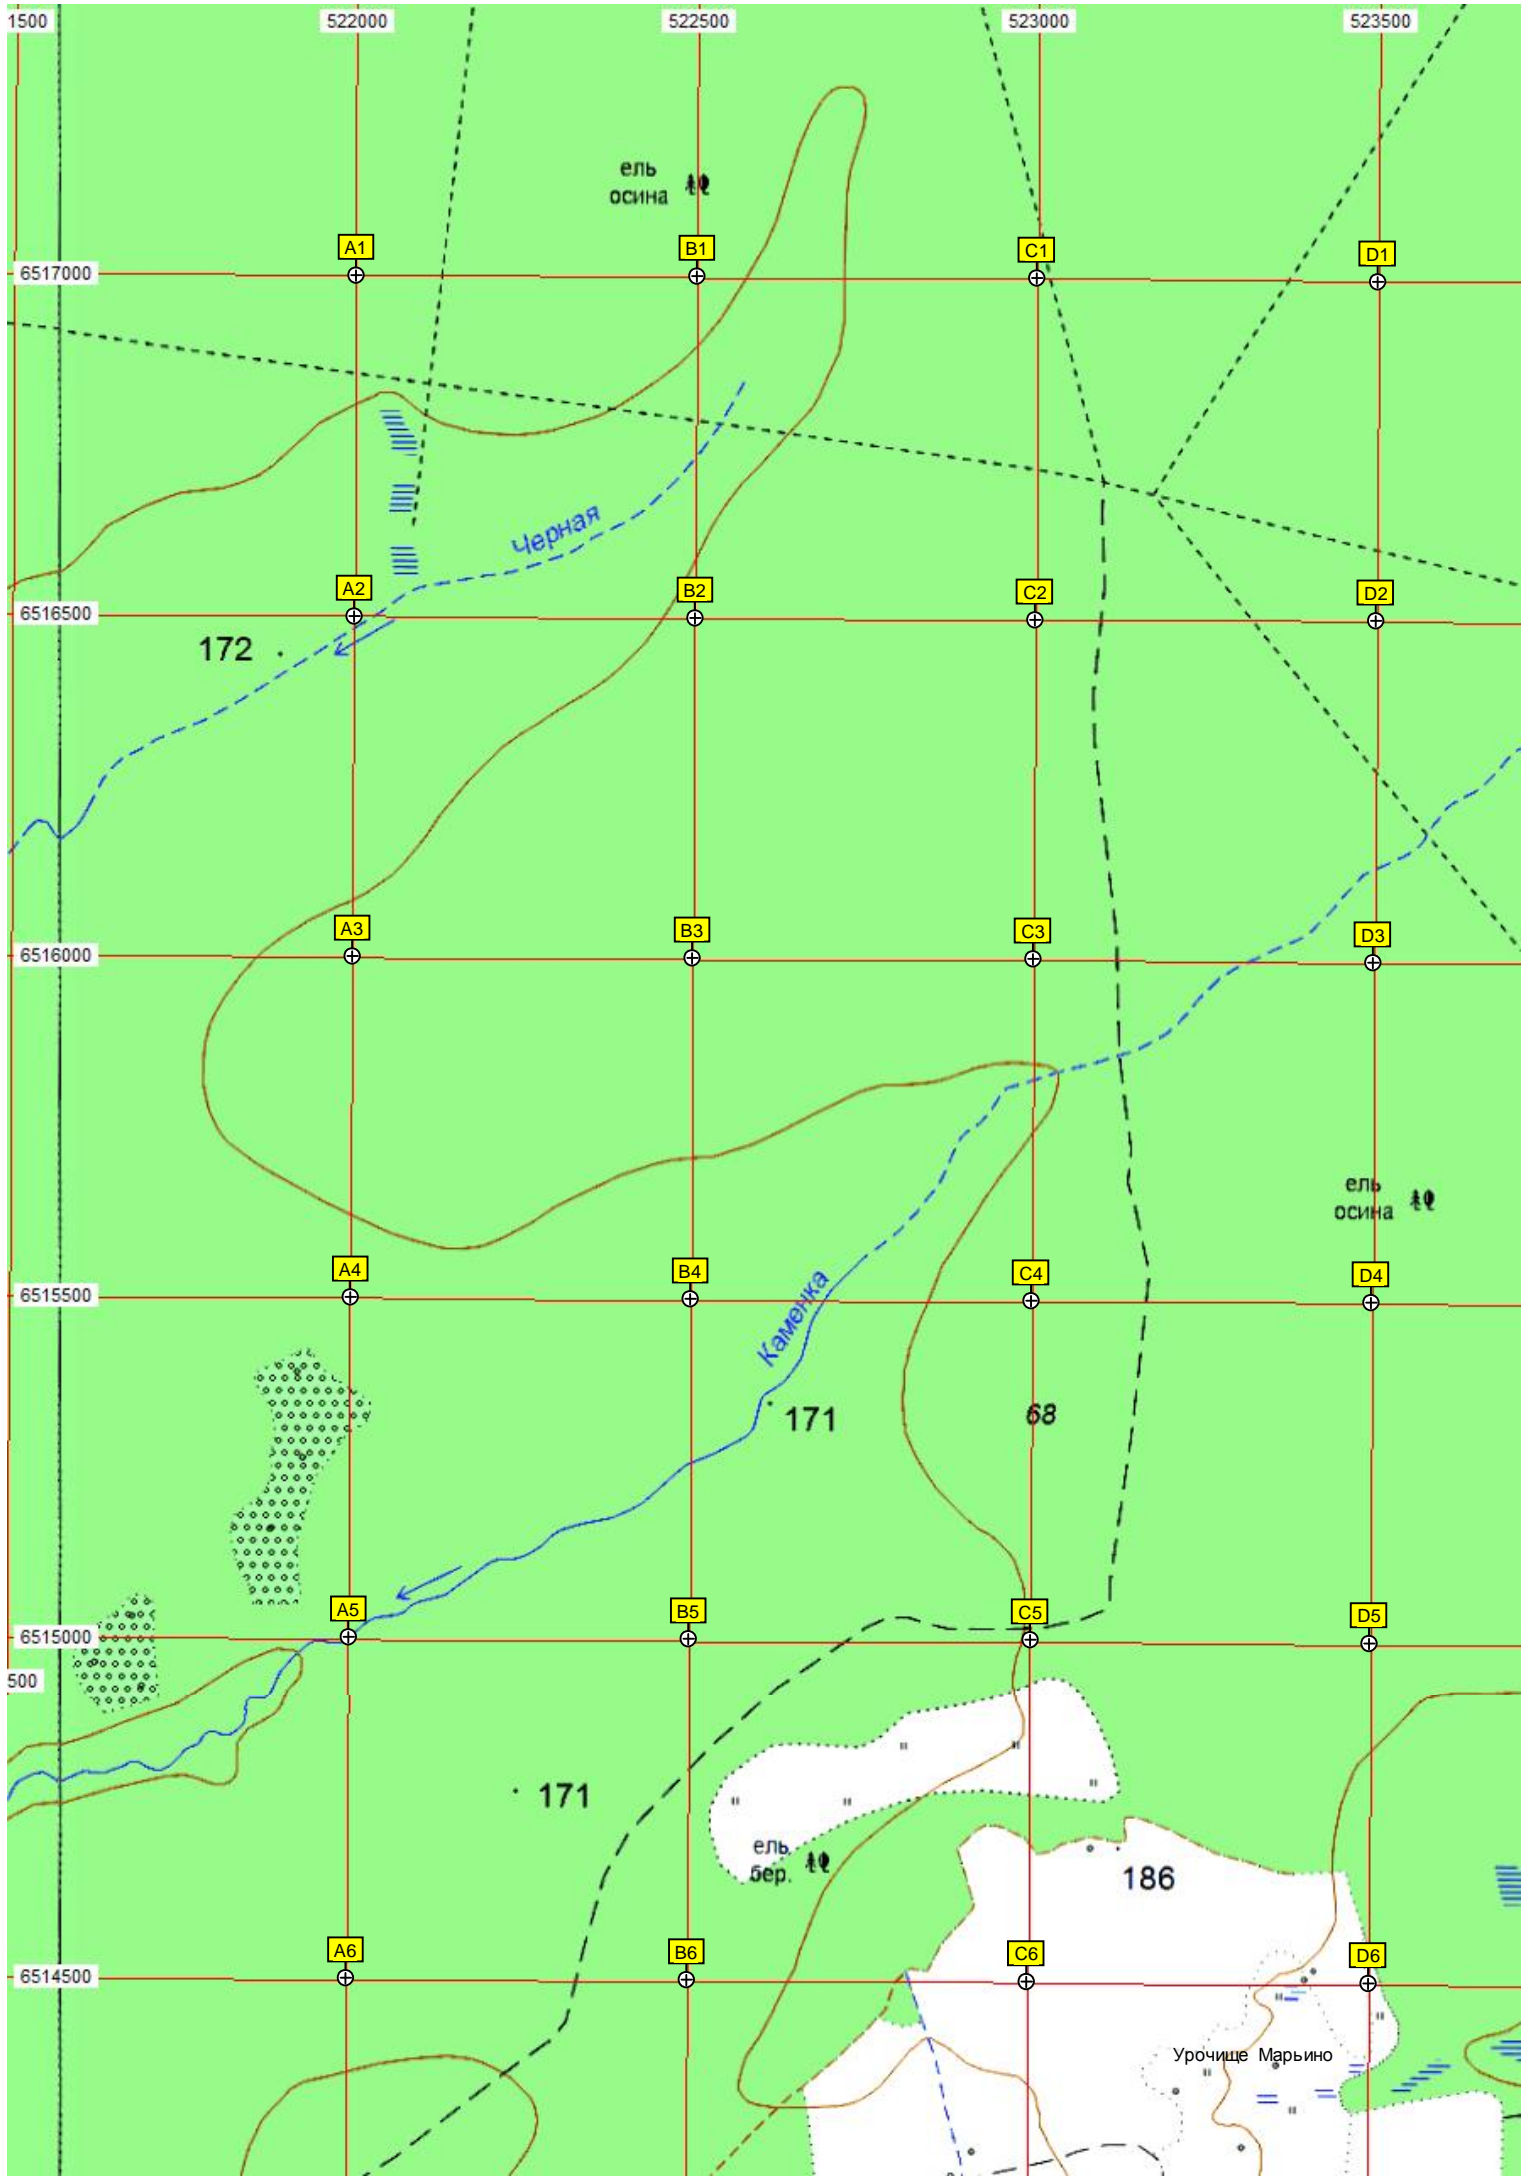 1500 522000 522500 523000 523500
ель
осина
A1 B1 C1 D1
6517000
Черная
A2 B2 C2 D2
6516500
172
A3 B3 C3 D3
6516000
ель
осина
A4 B4 C4 D4
6515500
Каменка
171 68
A5 B5 C5 D5
6515000
500
171
ель
бер.
186
A6 B6 C6 D6
6514500
Урочище Марьино